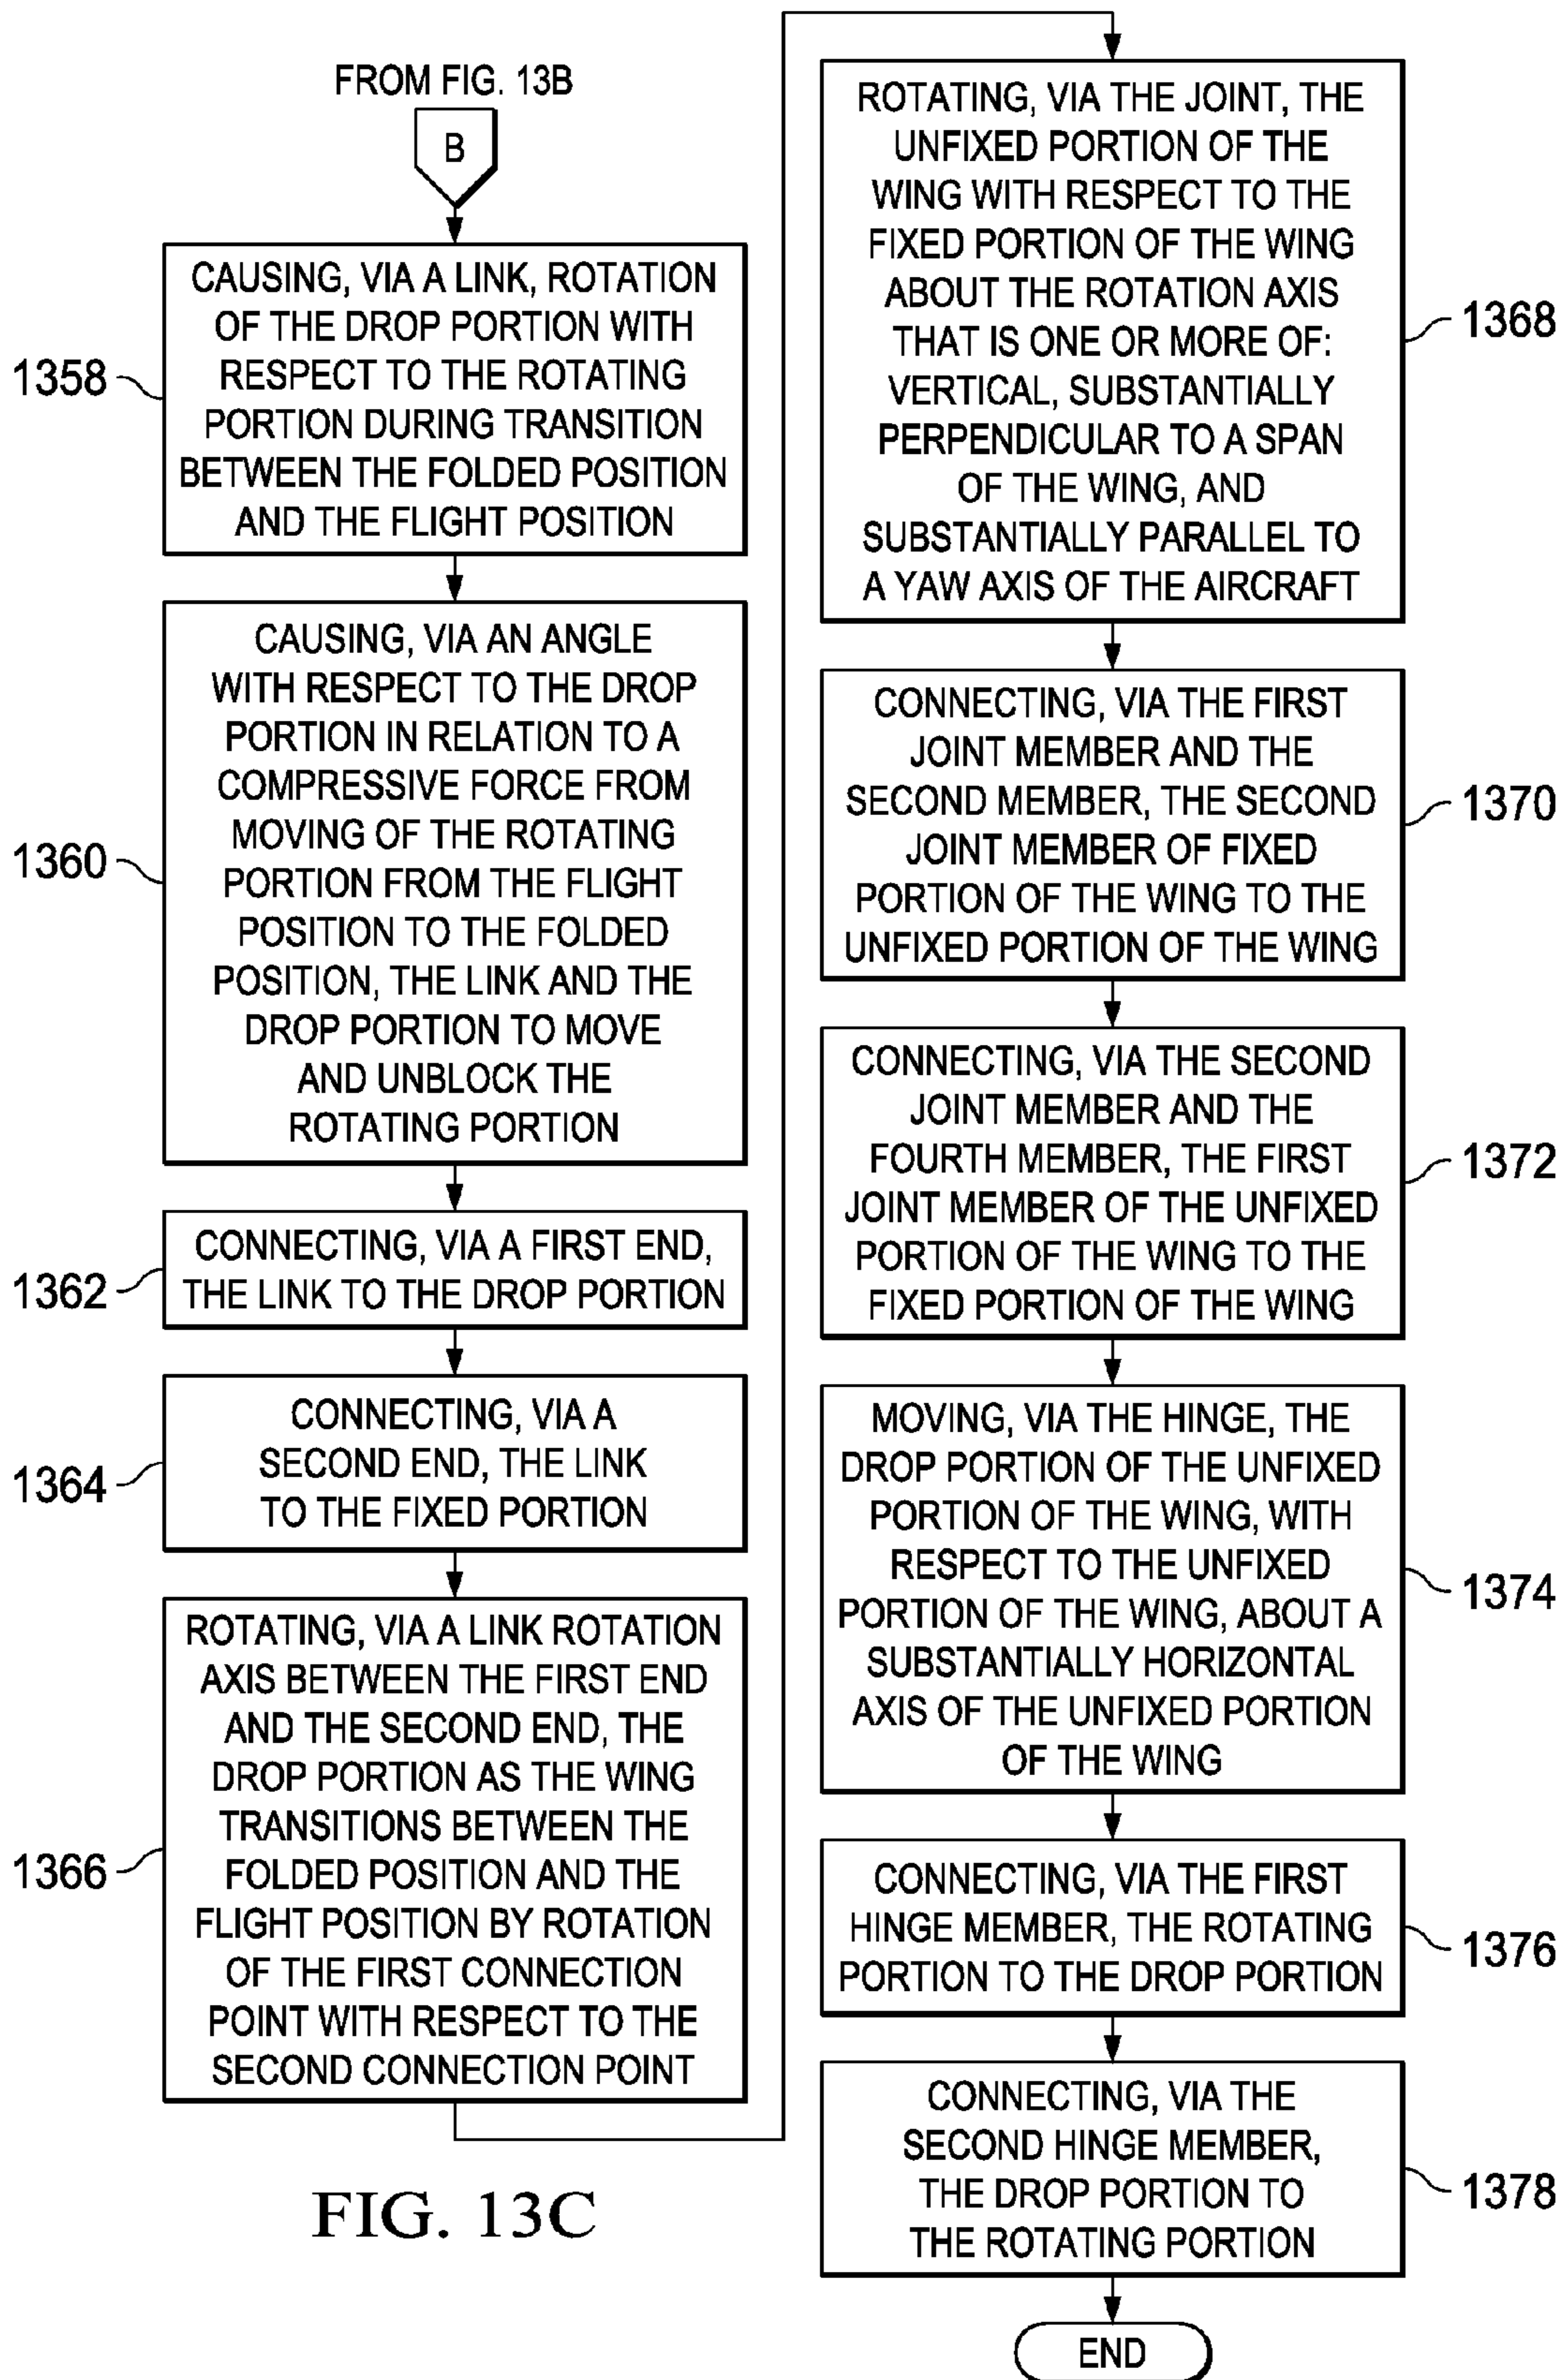 FROM FIG. 13B
B
CAUSING, VIA A LINK, ROTATION
OF THE DROP PORTION WITH
RESPECT TO THE ROTATING
PORTION DURING TRANSITION
BETWEEN THE FOLDED POSITION
AND THE FLIGHT POSITION
1358
CAUSING, VIA AN ANGLE
WITH RESPECT TO THE DROP
PORTION IN RELATION TO A
COMPRESSIVE FORCE FROM
MOVING OF THE ROTATING
PORTION FROM THE FLIGHT
POSITION TO THE FOLDED
POSITION, THE LINK AND THE
DROP PORTION TO MOVE
AND UNBLOCK THE
ROTATING PORTION
1360
CONNECTING, VIA A FIRST END,
THE LINK TO THE DROP PORTION
1362
CONNECTING, VIA A
SECOND END, THE LINK
TO THE FIXED PORTION
1364
ROTATING, VIA A LINK ROTATION
AXIS BETWEEN THE FIRST END
AND THE SECOND END, THE
DROP PORTION AS THE WING
TRANSITIONS BETWEEN THE
FOLDED POSITION AND THE
FLIGHT POSITION BY ROTATION
OF THE FIRST CONNECTION
POINT WITH RESPECT TO THE
SECOND CONNECTION POINT
1366
ROTATING, VIA THE JOINT, THE
UNFIXED PORTION OF THE
WING WITH RESPECT TO THE
FIXED PORTION OF THE WING
ABOUT THE ROTATION AXIS
THAT IS ONE OR MORE OF:
VERTICAL, SUBSTANTIALLY
PERPENDICULAR TO A SPAN
OF THE WING, AND
SUBSTANTIALLY PARALLEL TO
A YAW AXIS OF THE AIRCRAFT
1368
CONNECTING, VIA THE FIRST
JOINT MEMBER AND THE
SECOND MEMBER, THE SECOND
JOINT MEMBER OF FIXED
PORTION OF THE WING TO THE
UNFIXED PORTION OF THE WING
1370
CONNECTING, VIA THE SECOND
JOINT MEMBER AND THE
FOURTH MEMBER, THE FIRST
JOINT MEMBER OF THE UNFIXED
PORTION OF THE WING TO THE
FIXED PORTION OF THE WING
1372
MOVING, VIA THE HINGE, THE
DROP PORTION OF THE UNFIXED
PORTION OF THE WING, WITH
RESPECT TO THE UNFIXED
PORTION OF THE WING, ABOUT A
SUBSTANTIALLY HORIZONTAL
AXIS OF THE UNFIXED PORTION
OF THE WING
1374
CONNECTING, VIA THE FIRST
HINGE MEMBER, THE ROTATING
PORTION TO THE DROP PORTION
1376
CONNECTING, VIA THE
SECOND HINGE MEMBER,
THE DROP PORTION TO
THE ROTATING PORTION
1378
END
FIG. 13C